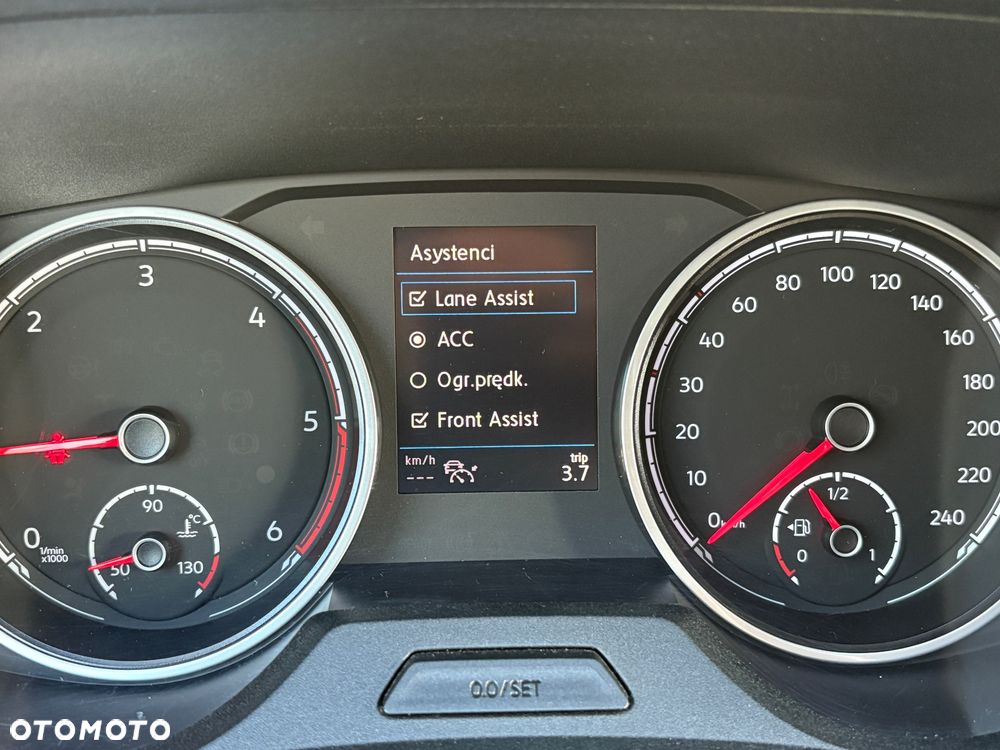 Asystenci
Lane Assist
ACC
Ogr.prędk.
Front Assist
km/h
---
trip
3.7
0
2
3
4
5
6
1/min
x1000
50
90
130
°C
0
10
20
30
40
60
80
100
120
140
160
180
200
220
240
km/h
0
1/2
1
0.0/SET
OTOMOTO